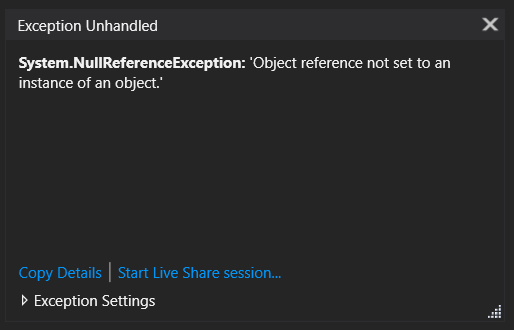 Exception Unhandled
System.NullReferenceException: 'Object reference not set to an
instance of an object.'
Copy Details | Start Live Share session...
Exception Settings